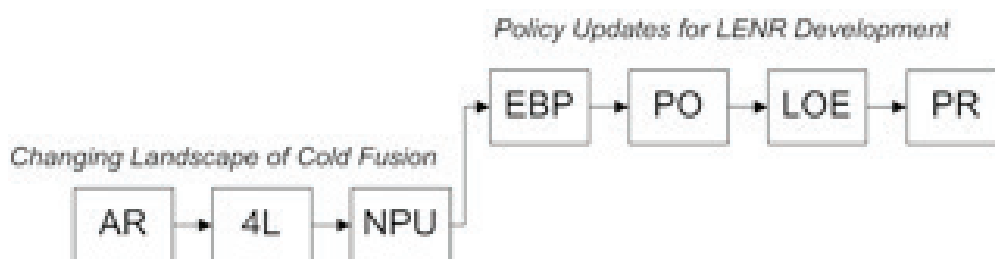 Policy Updates for LENR Development
EBP
PO
LOE
PR
Changing Landscape of Cold Fusion
AR
4L
NPU